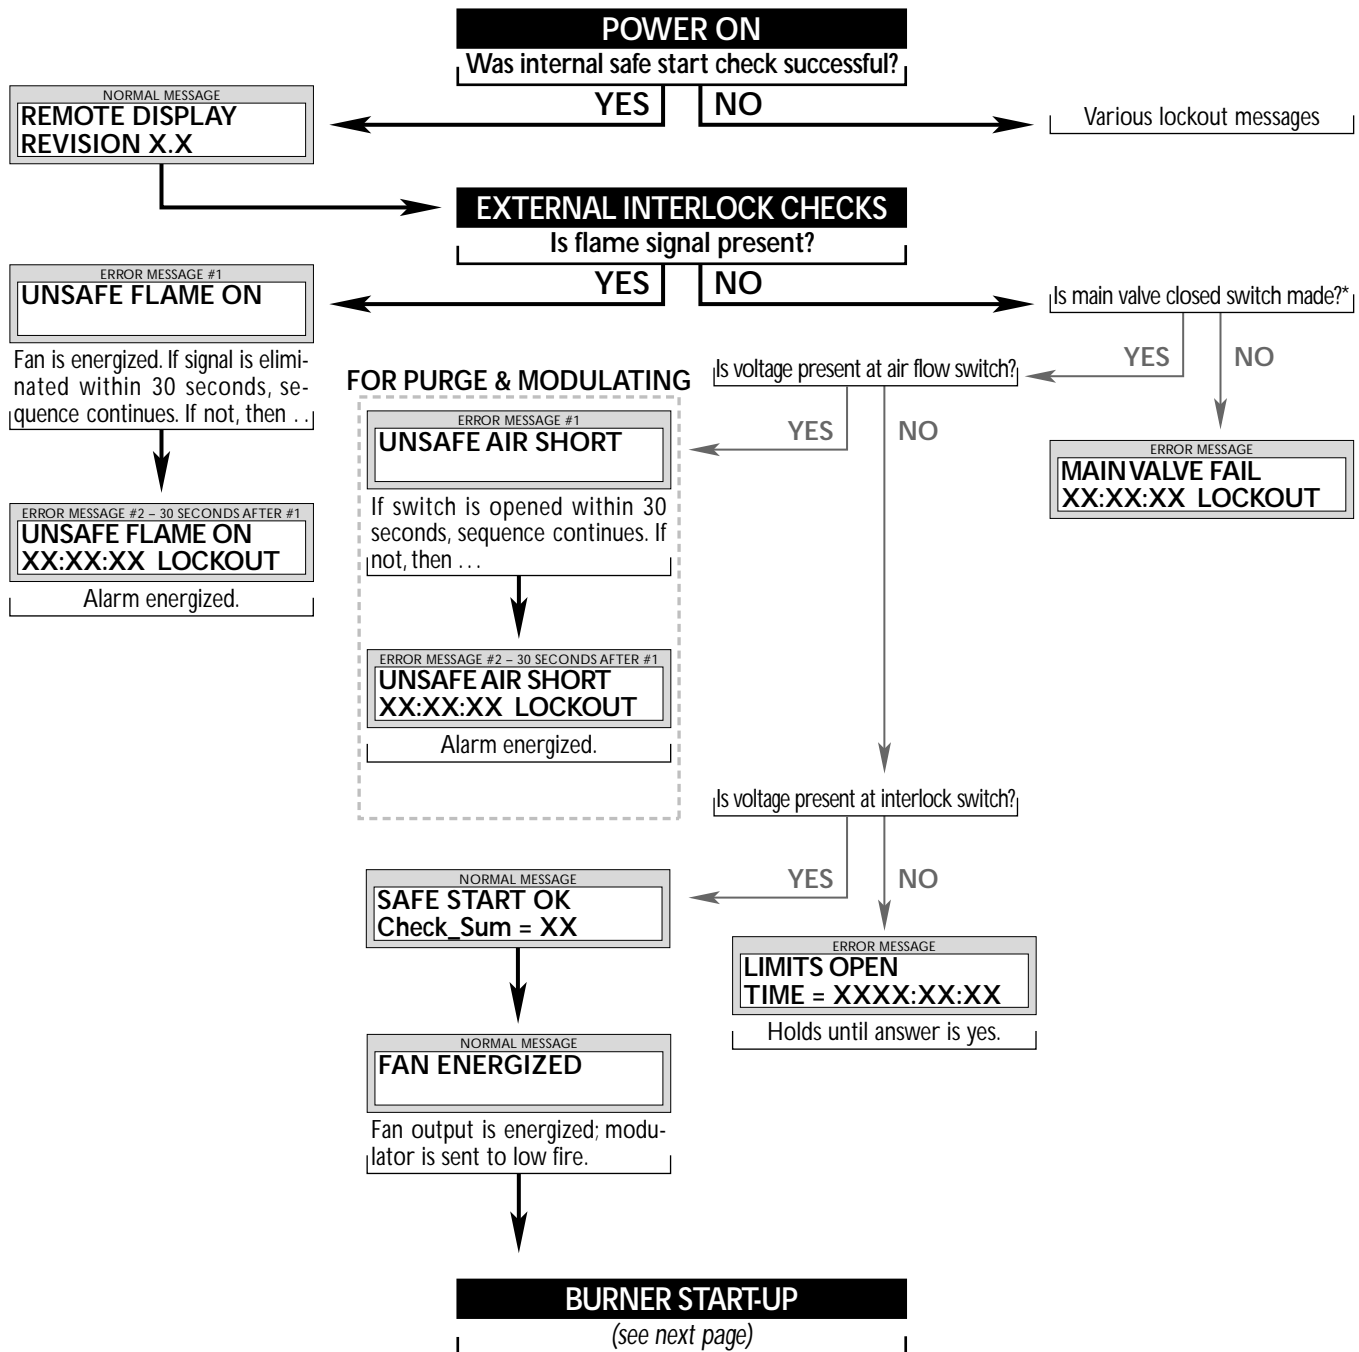 POWER ON
Was internal safe start check successful?
YES
NO
NORMAL MESSAGE
REMOTE DISPLAY
REVISION X.X
Various lockout messages
EXTERNAL INTERLOCK CHECKS
Is flame signal present?
YES
NO
ERROR MESSAGE #1
UNSAFE FLAME ON
Fan is energized. If signal is elimi-
nated within 30 seconds, se-
quence continues. If not, then . .
ERROR MESSAGE #2 – 30 SECONDS AFTER #1
UNSAFE FLAME ON
XX:XX:XX LOCKOUT
Alarm energized.
Is main valve closed switch made?*
YES
NO
ERROR MESSAGE
MAIN VALVE FAIL
XX:XX:XX LOCKOUT
Is voltage present at air flow switch?
YES
NO
FOR PURGE & MODULATING
ERROR MESSAGE #1
UNSAFE AIR SHORT
If switch is opened within 30
seconds, sequence continues. If
not, then . . .
ERROR MESSAGE #2 – 30 SECONDS AFTER #1
UNSAFE AIR SHORT
XX:XX:XX LOCKOUT
Alarm energized.
Is voltage present at interlock switch?
YES
NO
NORMAL MESSAGE
SAFE START OK
Check_Sum = XX
ERROR MESSAGE
LIMITS OPEN
TIME = XXXX:XX:XX
Holds until answer is yes.
NORMAL MESSAGE
FAN ENERGIZED
Fan output is energized; modu-
lator is sent to low fire.
BURNER START-UP
(see next page)